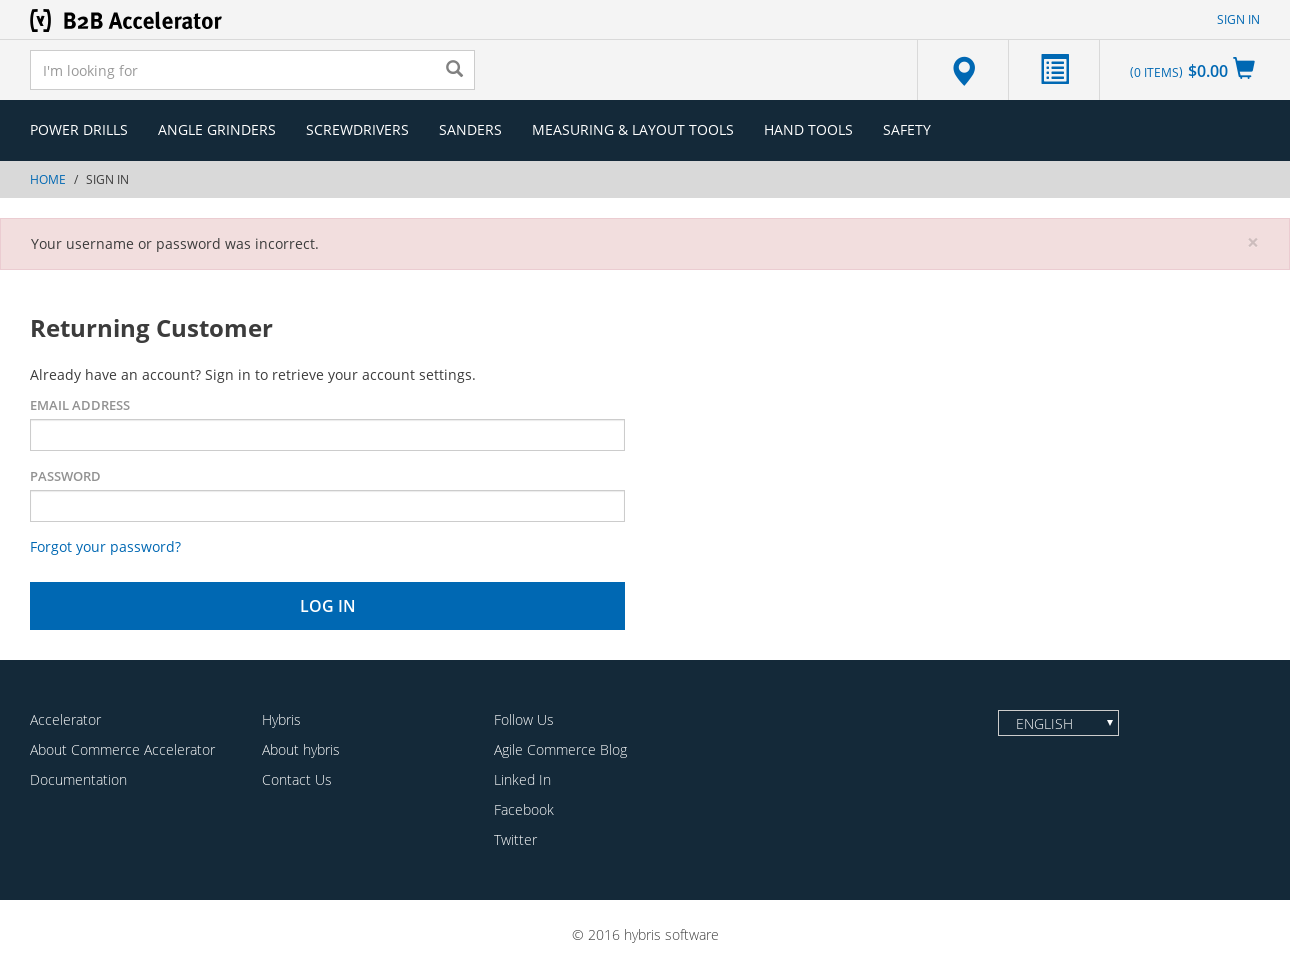 B2B Accelerator
SIGN IN
I'm looking for
(0 ITEMS) $0.00
POWER DRILLS
ANGLE GRINDERS
SCREWDRIVERS
SANDERS
MEASURING & LAYOUT TOOLS
HAND TOOLS
SAFETY
HOME / SIGN IN
Your username or password was incorrect.
×
Returning Customer
Already have an account? Sign in to retrieve your account settings.
EMAIL ADDRESS
PASSWORD
Forgot your password?
LOG IN
Accelerator
About Commerce Accelerator
Documentation
Hybris
About hybris
Contact Us
Follow Us
Agile Commerce Blog
Linked In
Facebook
Twitter
ENGLISH
© 2016 hybris software